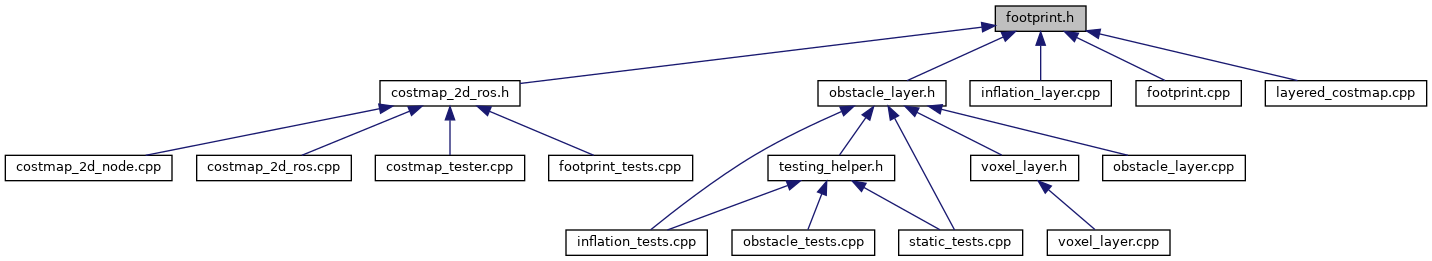 footprint.h
costmap_2d_ros.h
obstacle_layer.h
inflation_layer.cpp
footprint.cpp
layered_costmap.cpp
costmap_2d_node.cpp
costmap_2d_ros.cpp
costmap_tester.cpp
footprint_tests.cpp
testing_helper.h
voxel_layer.h
obstacle_layer.cpp
inflation_tests.cpp
obstacle_tests.cpp
static_tests.cpp
voxel_layer.cpp